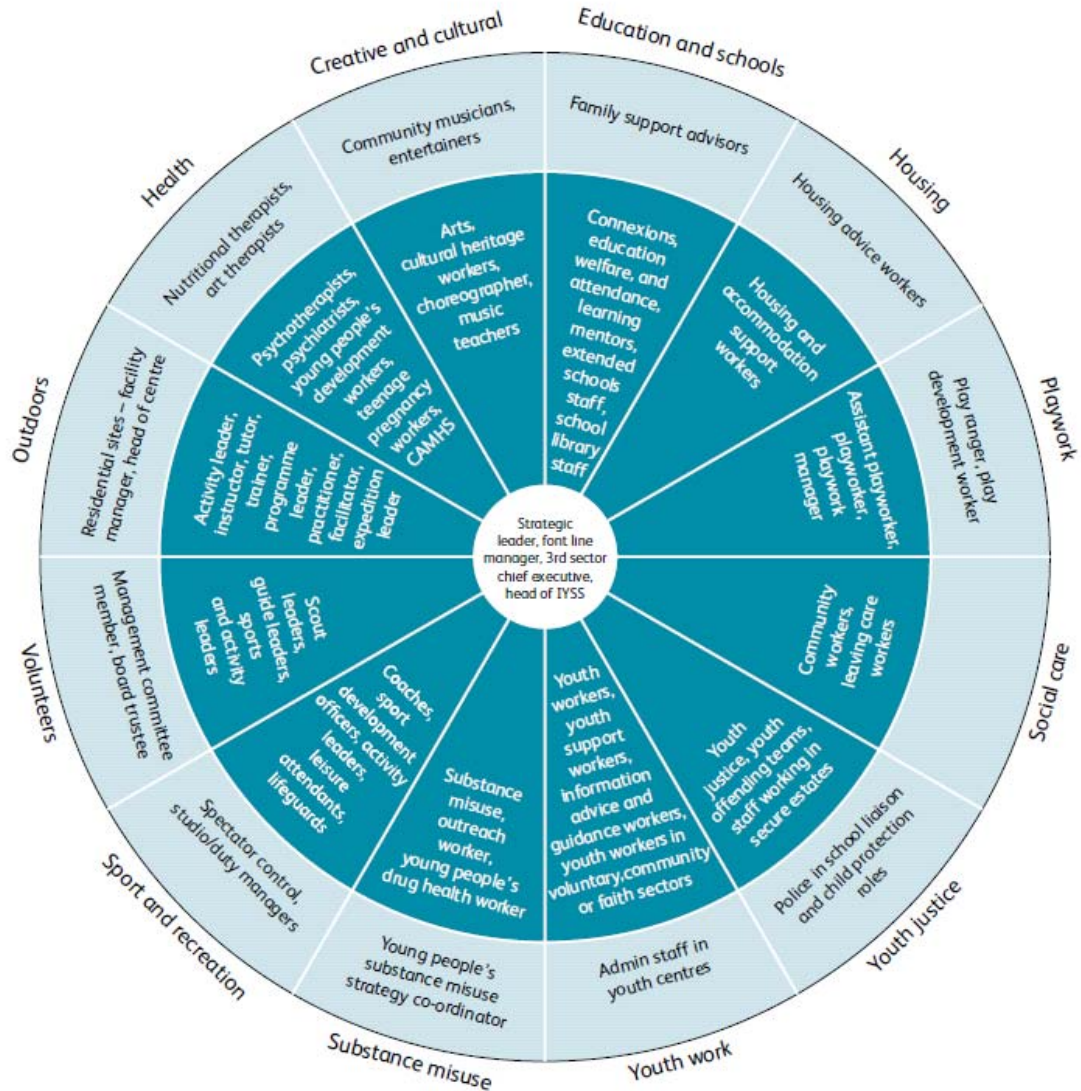 Creative and cultural
Education and schools
Housing
Playwork
Social care
Youth justice
Youth work
Substance misuse
Sport and recreation
Volunteers
Outdoors
Health
Community musicians,
entertainers
Family support advisors
Housing advice workers
Play ranger, play
development worker
Police in school liaison
and child protection
roles
Admin staff in
youth centres
Young people's
substance misuse
strategy co-ordinator
Spectator control,
studio/duty managers
Management committee
member, board trustee
Residential sites – facility
manager, head of centre
Nutritional therapists,
art therapists
Arts,
cultural heritage
workers,
choreographer,
music
teachers
Connexions,
education
welfare, and
attendance,
learning
mentors,
extended
schools
staff,
school
library
staff
Housing and
accommodation
support
workers
Assistant playworker,
playworker,
playwork
manager
Community
workers,
leaving care
workers
Youth
justice, youth
offending teams,
staff working in
secure estates
Youth
workers,
youth
support
workers,
information
advice and
guidance workers,
youth workers in
voluntary,community
or faith sectors
Substance
misuse,
outreach
worker,
young people's
drug health worker
Coaches,
sport
development
officers, activity
leaders,
leisure
attendants,
lifeguards
Scout
leaders,
guide leaders,
sports
and activity
leaders
Activity leader,
instructor, tutor,
trainer,
programme
leader,
practitioner,
facilitator,
expedition
leader
Psychotherapists,
psychiatrists,
young people's
development
workers,
teenage
pregnancy
workers,
CAMHS
Strategic
leader, font line
manager, 3rd sector
chief executive,
head of IYSS